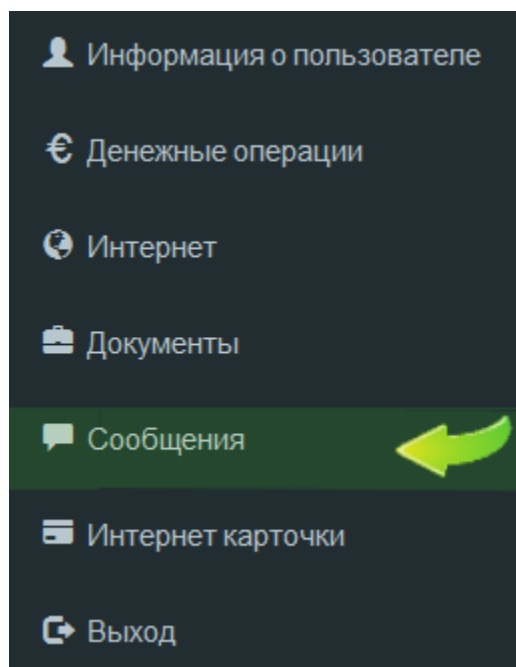 Информация о пользователе
Денежные операции
Интернет
Документы
Сообщения
Интернет карточки
Выход